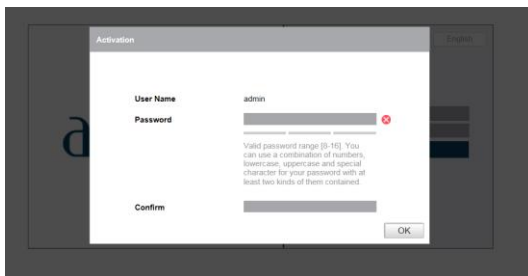 Activation
English
User Name admin
Password
Valid password range [8-16]. You
can use a combination of numbers,
lowercase, uppercase and special
character for your password with at
least two kinds of them contained.
Confirm
OK